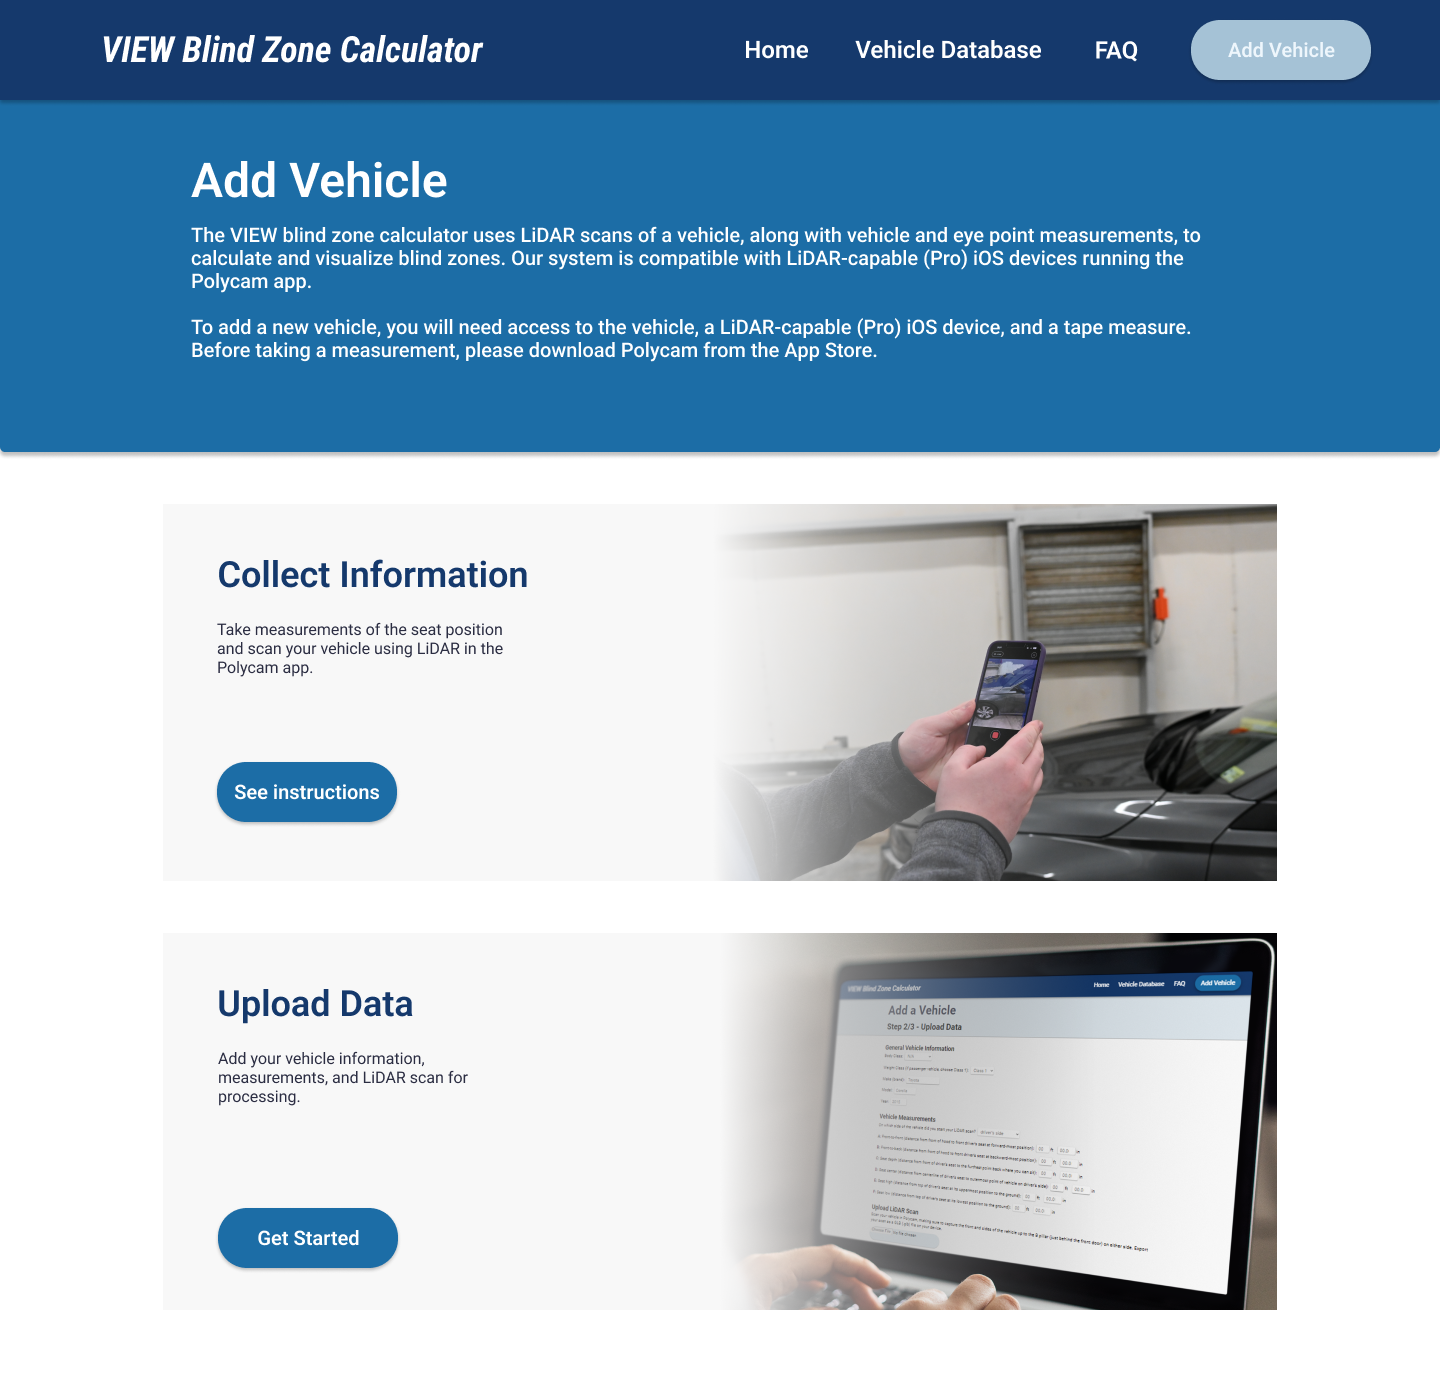 VIEW Blind Zone Calculator
Home
Vehicle Database
FAQ
Add Vehicle
Add Vehicle
The VIEW blind zone calculator uses LiDAR scans of a vehicle, along with vehicle and eye point measurements, to
calculate and visualize blind zones. Our system is compatible with LiDAR-capable (Pro) iOS devices running the
Polycam app.
To add a new vehicle, you will need access to the vehicle, a LiDAR-capable (Pro) iOS device, and a tape measure.
Before taking a measurement, please download Polycam from the App Store.
Collect Information
Take measurements of the seat position
and scan your vehicle using LiDAR in the
Polycam app.
See instructions
Upload Data
Add your vehicle information,
measurements, and LiDAR scan for
processing.
Get Started
VIEW Blind Zone Calculator
Home
Vehicle Database
FAQ
Add Vehicle
Add a Vehicle
Step 2/3 - Upload Data
General Vehicle Information
Vehicle Measurements
Upload LiDAR Scan